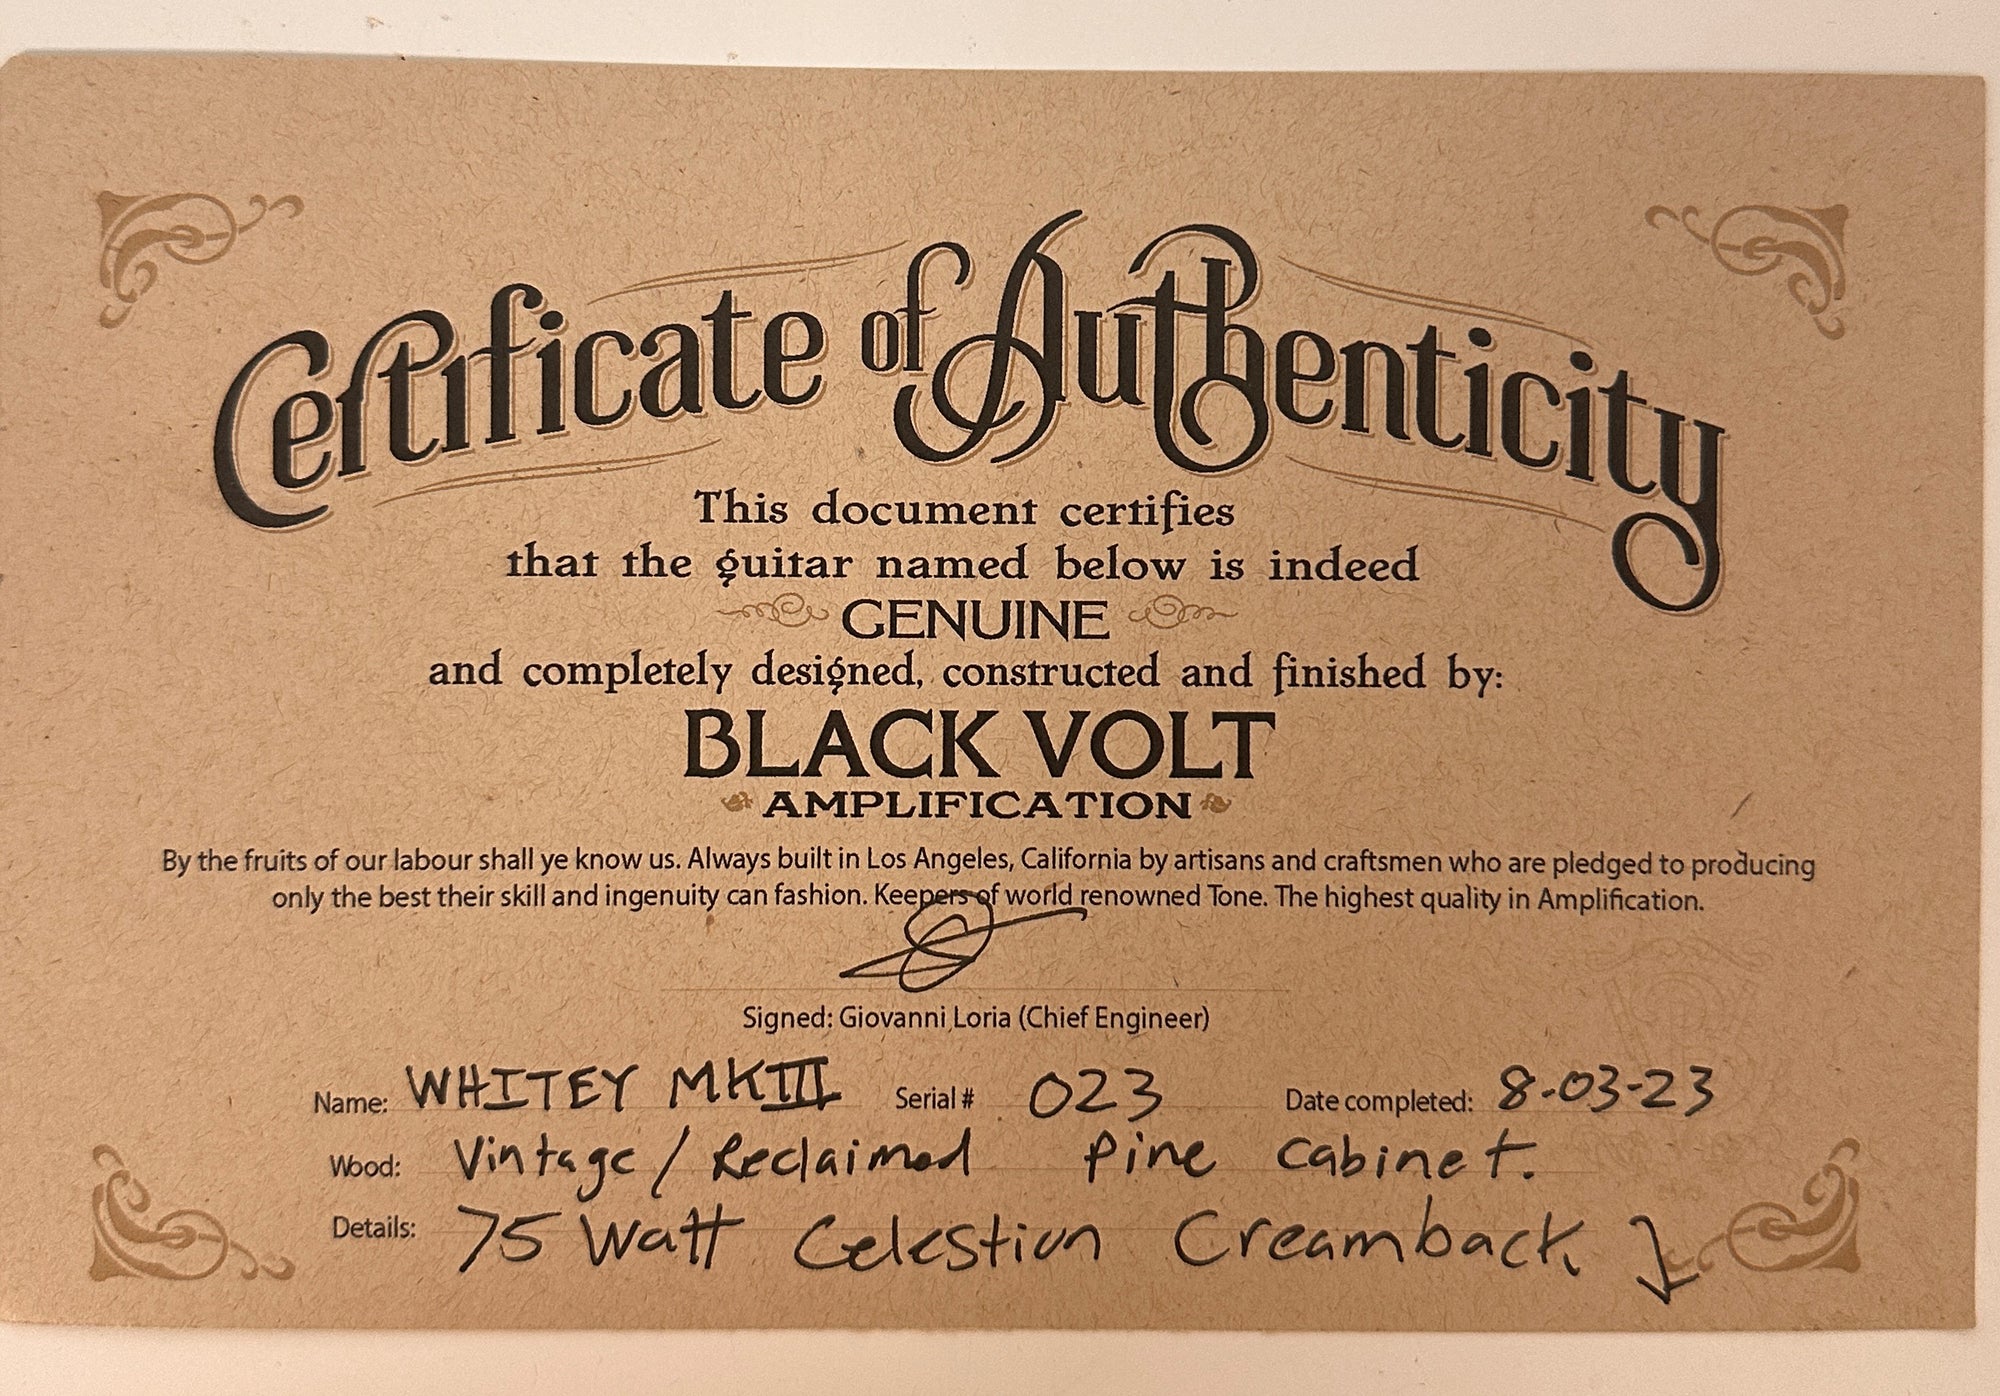 Certificate of Authenticity
This document certifies
that the guitar named below is indeed
GENUINE
and completely designed, constructed and finished by:
BLACK VOLT
AMPLIFICATION
By the fruits of our labour shall ye know us. Always built in Los Angeles, California by artisans and craftsmen who are pledged to producing
only the best their skill and ingenuity can fashion. Keepers of world renowned Tone. The highest quality in Amplification.
Signed: Giovanni Loria (Chief Engineer)
Name: WHITEY MKIII Serial # 023 Date completed: 8-03-23
Wood: Vintage / Reclaimed Pine Cabinet.
Details: 75 Watt Celestion Creamback